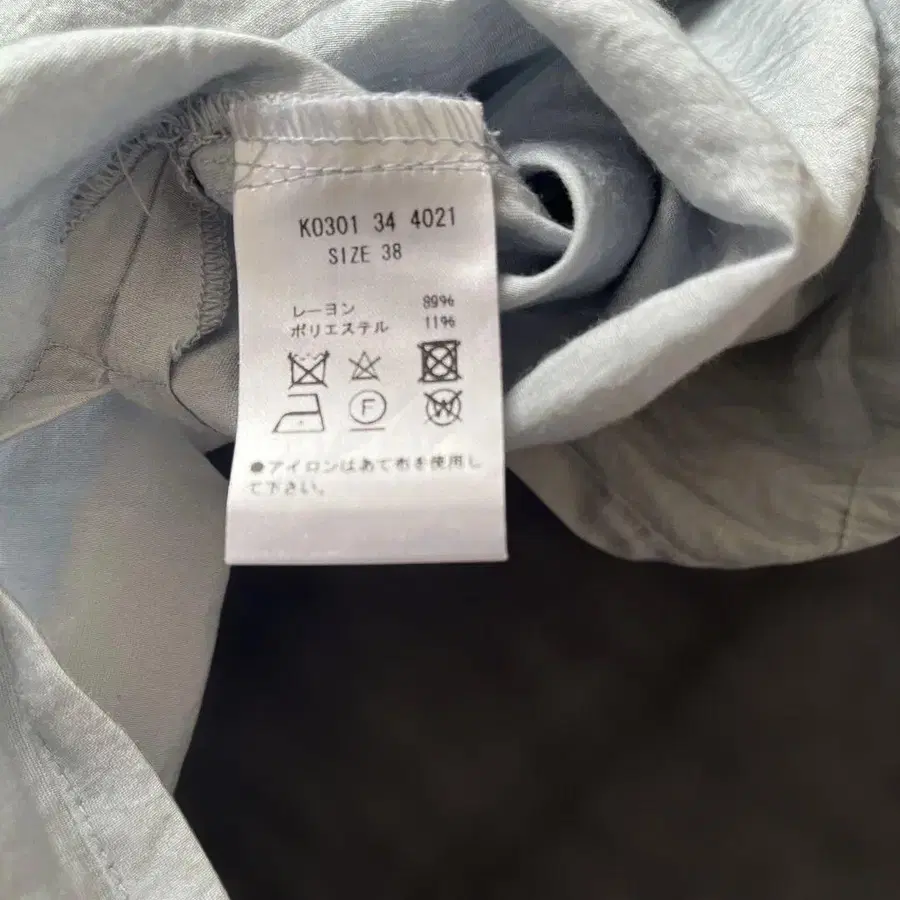 K0301 34 4021
SIZE 38
レーヨン 89%
ポリエステル 11%
F
W
●アイロンはあて布を使用し
て下さい。